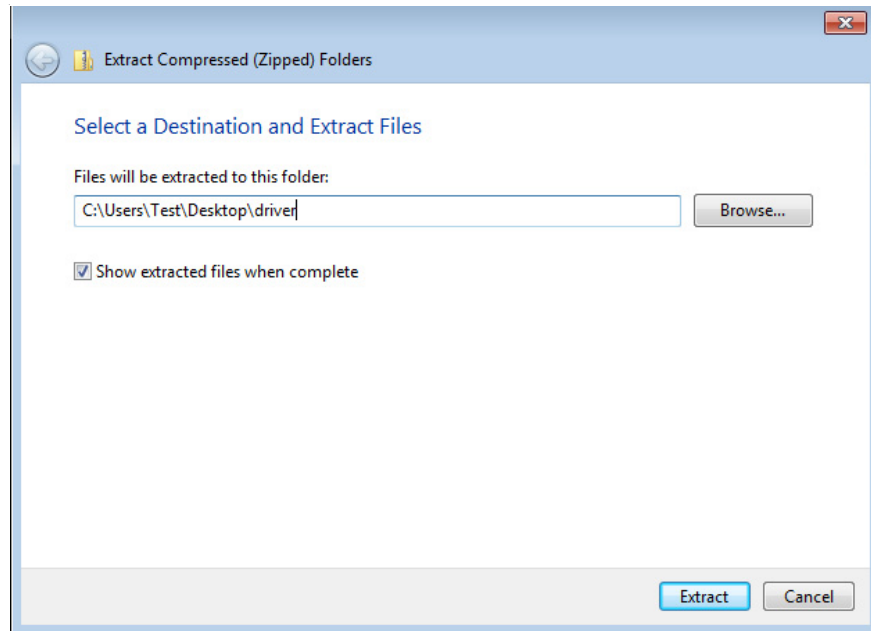 Extract Compressed (Zipped) Folders
Select a Destination and Extract Files
Files will be extracted to this folder:
C:\Users\Test\Desktop\driver
Browse...
Show extracted files when complete
Extract
Cancel